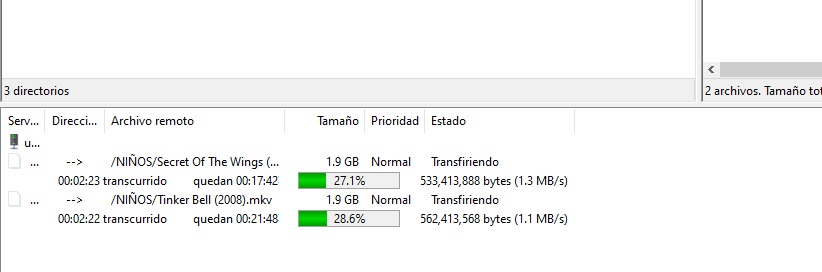 3 directorios
2 archivos. Tamaño tot
Serv... Direcci... Archivo remoto Tamaño Prioridad Estado
u...
... --> /NIÑOS/Secret Of The Wings (... 1.9 GB Normal Transfiriendo
00:02:23 transcurrido quedan 00:17:42 27.1% 533,413,888 bytes (1.3 MB/s)
... --> /NIÑOS/Tinker Bell (2008).mkv 1.9 GB Normal Transfiriendo
00:02:22 transcurrido quedan 00:21:48 28.6% 562,413,568 bytes (1.1 MB/s)